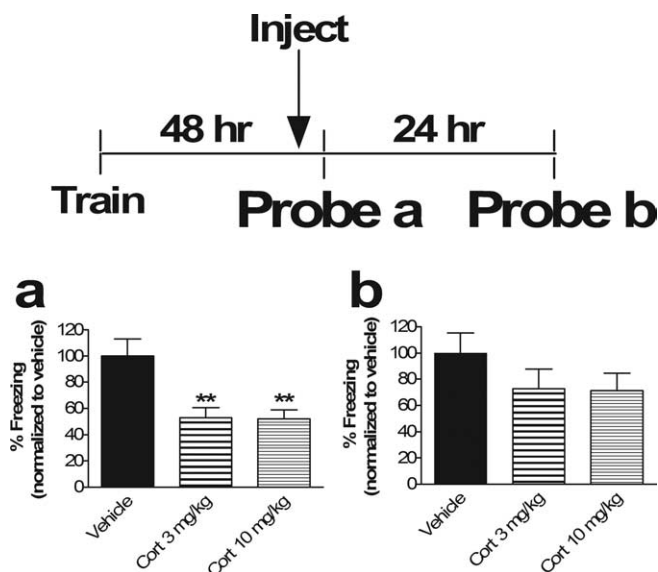 Inject
48 hr
24 hr
Train
Probe a
Probe b
a
% Freezing
(normalized to vehicle)
120
100
80
60
40
20
0
**
**
Vehicle
Cort 3 mg/kg
Cort 10 mg/kg
b
% Freezing
(normalized to vehicle)
120
100
80
60
40
20
0
Vehicle
Cort 3 mg/kg
Cort 10 mg/kg